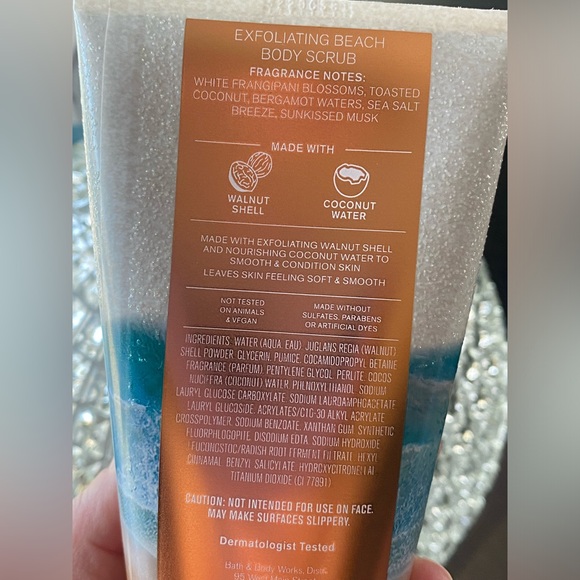 EXFOLIATING BEACH
BODY SCRUB
FRAGRANCE NOTES:
WHITE FRANGIPANI BLOSSOMS, TOASTED
COCONUT, BERGAMOT WATERS, SEA SALT
BREEZE, SUNKISSED MUSK
MADE WITH
WALNUT
SHELL
COCONUT
WATER
MADE WITH EXFOLIATING WALNUT SHELL
AND NOURISHING COCONUT WATER TO
SMOOTH & CONDITION SKIN
LEAVES SKIN FEELING SOFT & SMOOTH
NOT TESTED
ON ANIMALS
& VEGAN
MADE WITHOUT
SULFATES, PARABENS
OR ARTIFICIAL DYES
INGREDIENTS: WATER (AQUA EAU) JUGLANS REGIA (WALNUT)
SHELL POWDER, GLYCERIN, PUMICE, COCAMIDOPROPYL BETAINE,
FRAGRANCE (PARFUM), PENTYLENE GLYCOL, PERLITE, COCOS
NUCIFERA (COCONUT) WATER, PHENOXYETHANOL, SODIUM
LAURYL GLUCOSE CARBOXYLATE, SODIUM LAUROAMPHOACETATE,
LAURYL GLUCOSIDE, ACRYLATES/C10-30 ALKYL ACRYLATE
CROSSPOLYMER, SODIUM BENZOATE, XANTHAN GUM, SYNTHETIC
FLUORPHLOGOPITE, DISODIUM EDTA, SODIUM HYDROXIDE,
LEUCONOSTOC/RADISH ROOT FERMENT FILTRATE, HEXYL
CINNAMAL, BENZYL SALICYLATE, HYDROXYCITRONELLAL,
TITANIUM DIOXIDE (CI 77891)
CAUTION: NOT INTENDED FOR USE ON FACE.
MAY MAKE SURFACES SLIPPERY.
Dermatologist Tested
Bath & Body Works, Distr.
95 West Main